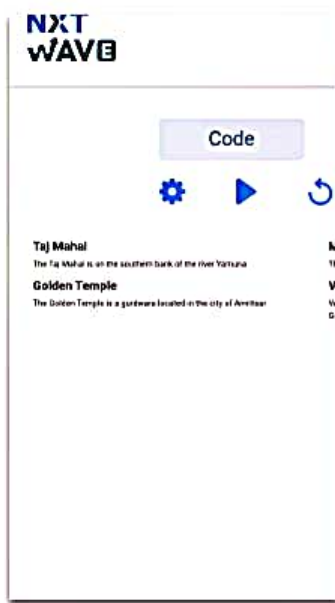 NXT
WAVE
Code
Taj Mahal
The Taj Mahal is on the southern bank of the river Yamuna
Golden Temple
The Golden Temple is a gurdwara located in the city of Amritsar